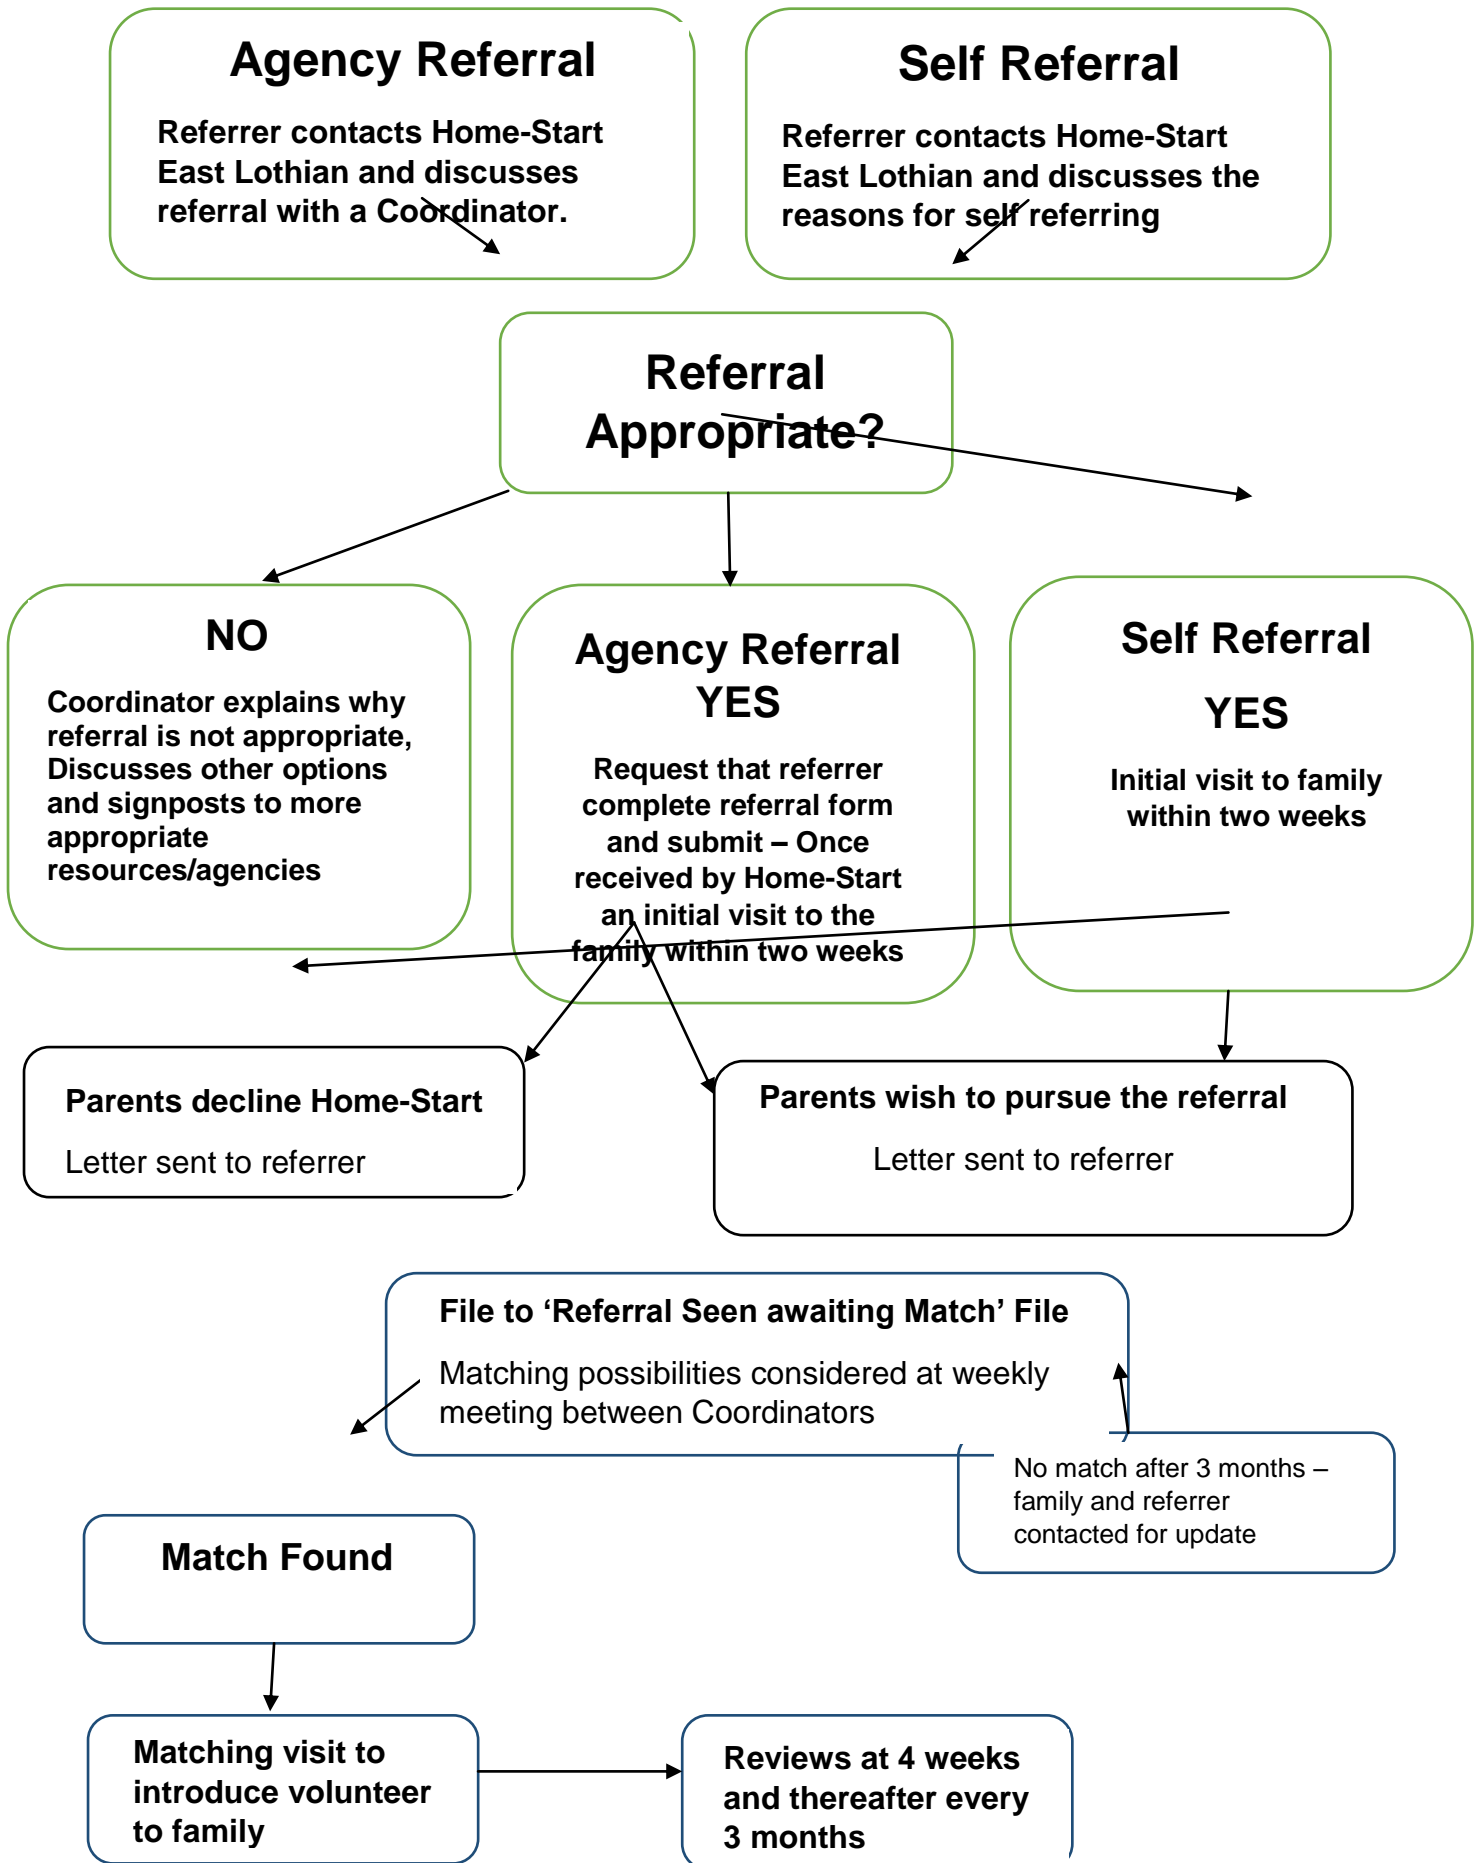 Agency Referral
Referrer contacts Home-Start
East Lothian and discusses
referral with a Coordinator.
Self Referral
Referrer contacts Home-Start
East Lothian and discusses the
reasons for self referring
Referral
Appropriate?
NO
Coordinator explains why
referral is not appropriate,
Discusses other options
and signposts to more
appropriate
resources/agencies
Agency Referral
YES
Request that referrer
complete referral form
and submit – Once
received by Home-Start
an initial visit to the
family within two weeks
Self Referral
YES
Initial visit to family
within two weeks
Parents decline Home-Start
Letter sent to referrer
Parents wish to pursue the referral
Letter sent to referrer
File to ‘Referral Seen awaiting Match’ File
Matching possibilities considered at weekly
meeting between Coordinators
No match after 3 months –
family and referrer
contacted for update
Match Found
Matching visit to
introduce volunteer
to family
Reviews at 4 weeks
and thereafter every
3 months